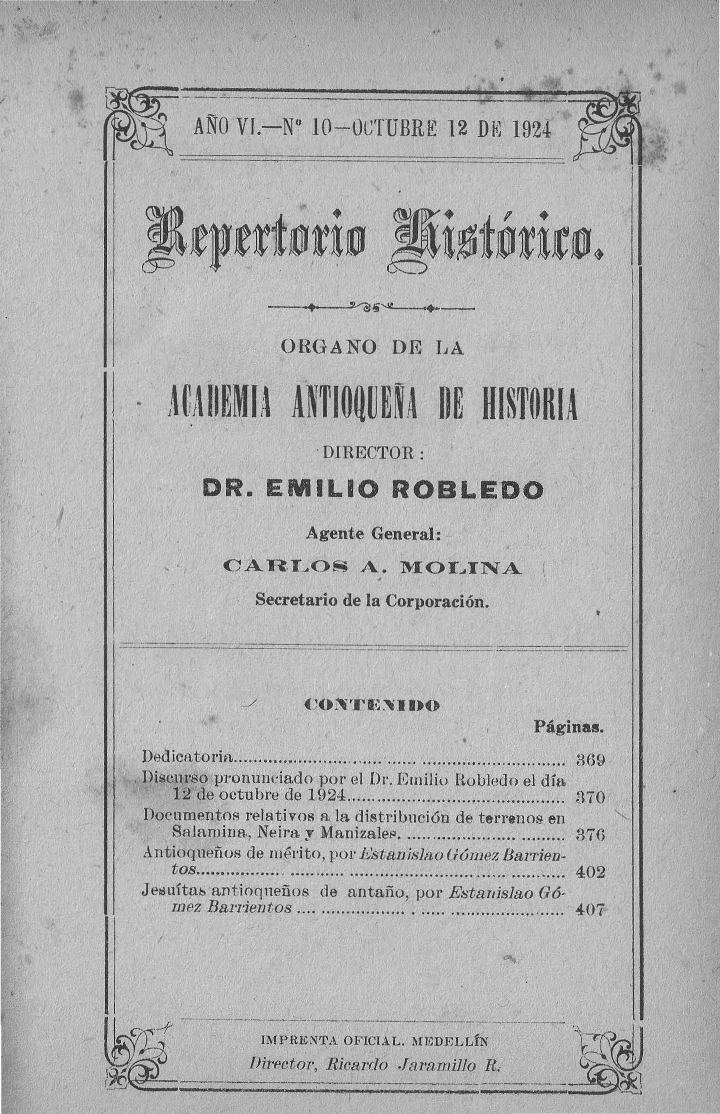 AÑO VI.—Nº 10—OCTUBRE 12 DE 1924
Repertorio Histórico.
ORGANO DE LA
ACADEMIA ANTIOQUEÑA DE HISTORIA
DIRECTOR:
DR. EMILIO ROBLEDO
Agente General:
CARLOS A. MOLINA
Secretario de la Corporación.
CONTENIDO
Páginas.
Dedicatoria.................................................................. 369
Discurso pronunciado por el Dr. Emilio Robledo el día
12 de octubre de 1924.......................................... 370
Documentos relativos a la distribución de terrenos en
Salamina, Neira y Manizales. ............................... 376
Antioqueños de mérito, por Estanislao Gómez Barrien-
tos...................................................................... 402
Jesuítas antioqueños de antaño, por Estanislao Gó-
mez Barrientos .................................................... 407
IMPRENTA OFICIAL. MEDELLÍN
Director, Ricardo Jaramillo R.